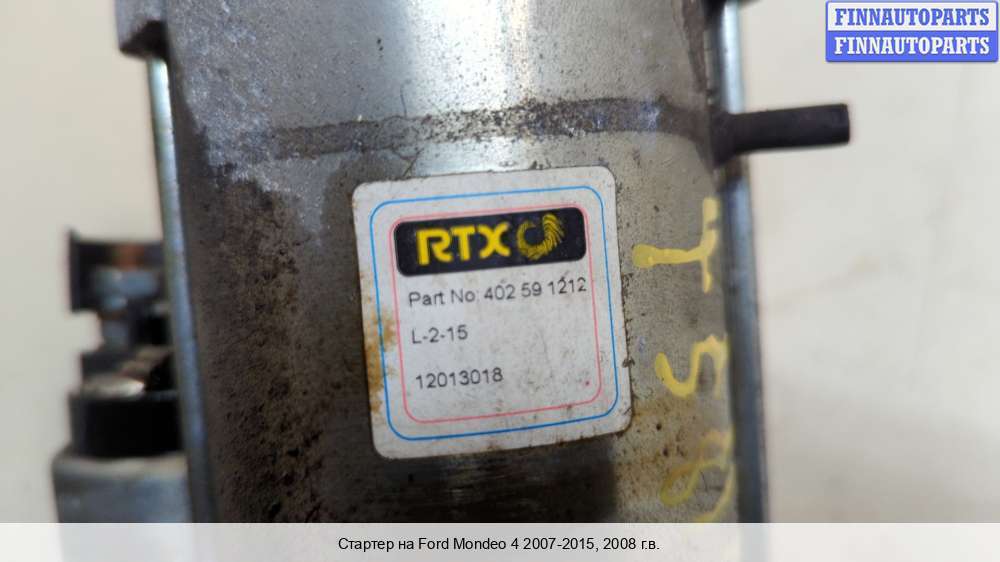 FINNAUTOPARTS
FINNAUTOPARTS
RTX
Part No: 402 59 1212
L-2-15
12013018
Стартер на Ford Mondeo 4 2007-2015, 2008 г.в.